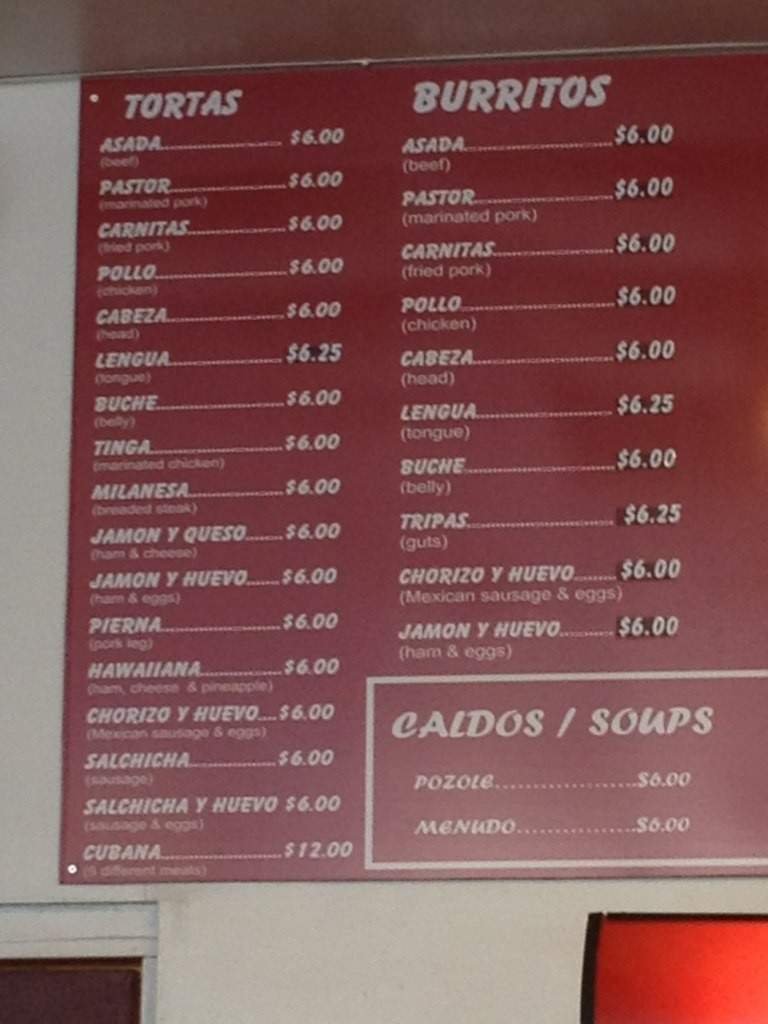 TORTAS
ASADA $6.00
(beef)
PASTOR $6.00
(marinated pork)
CARNITAS $6.00
(fried pork)
POLLO $6.00
(chicken)
CABEZA $6.00
(head)
LENGUA $6.25
(tongue)
BUCHE $6.00
(belly)
TINGA $6.00
(marinated chicken)
MILANESA $6.00
(breaded steak)
JAMON Y QUESO $6.00
(ham & cheese)
JAMON Y HUEVO $6.00
(ham & eggs)
PIERNA $6.00
(pork leg)
HAWAIIANA $6.00
(ham, cheese & pineapple)
CHORIZO Y HUEVO $6.00
(Mexican sausage & eggs)
SALCHICHA $6.00
(sausage)
SALCHICHA Y HUEVO $6.00
(sausage & eggs)
CUBANA $12.00
(5 different meats)
BURRITOS
ASADA $6.00
(beef)
PASTOR $6.00
(marinated pork)
CARNITAS $6.00
(fried pork)
POLLO $6.00
(chicken)
CABEZA $6.00
(head)
LENGUA $6.25
(tongue)
BUCHE $6.00
(belly)
TRIPAS $6.25
(guts)
CHORIZO Y HUEVO $6.00
(Mexican sausage & eggs)
JAMON Y HUEVO $6.00
(ham & eggs)
CALDOS / SOUPS
POZOLE $6.00
MENUDO $6.00